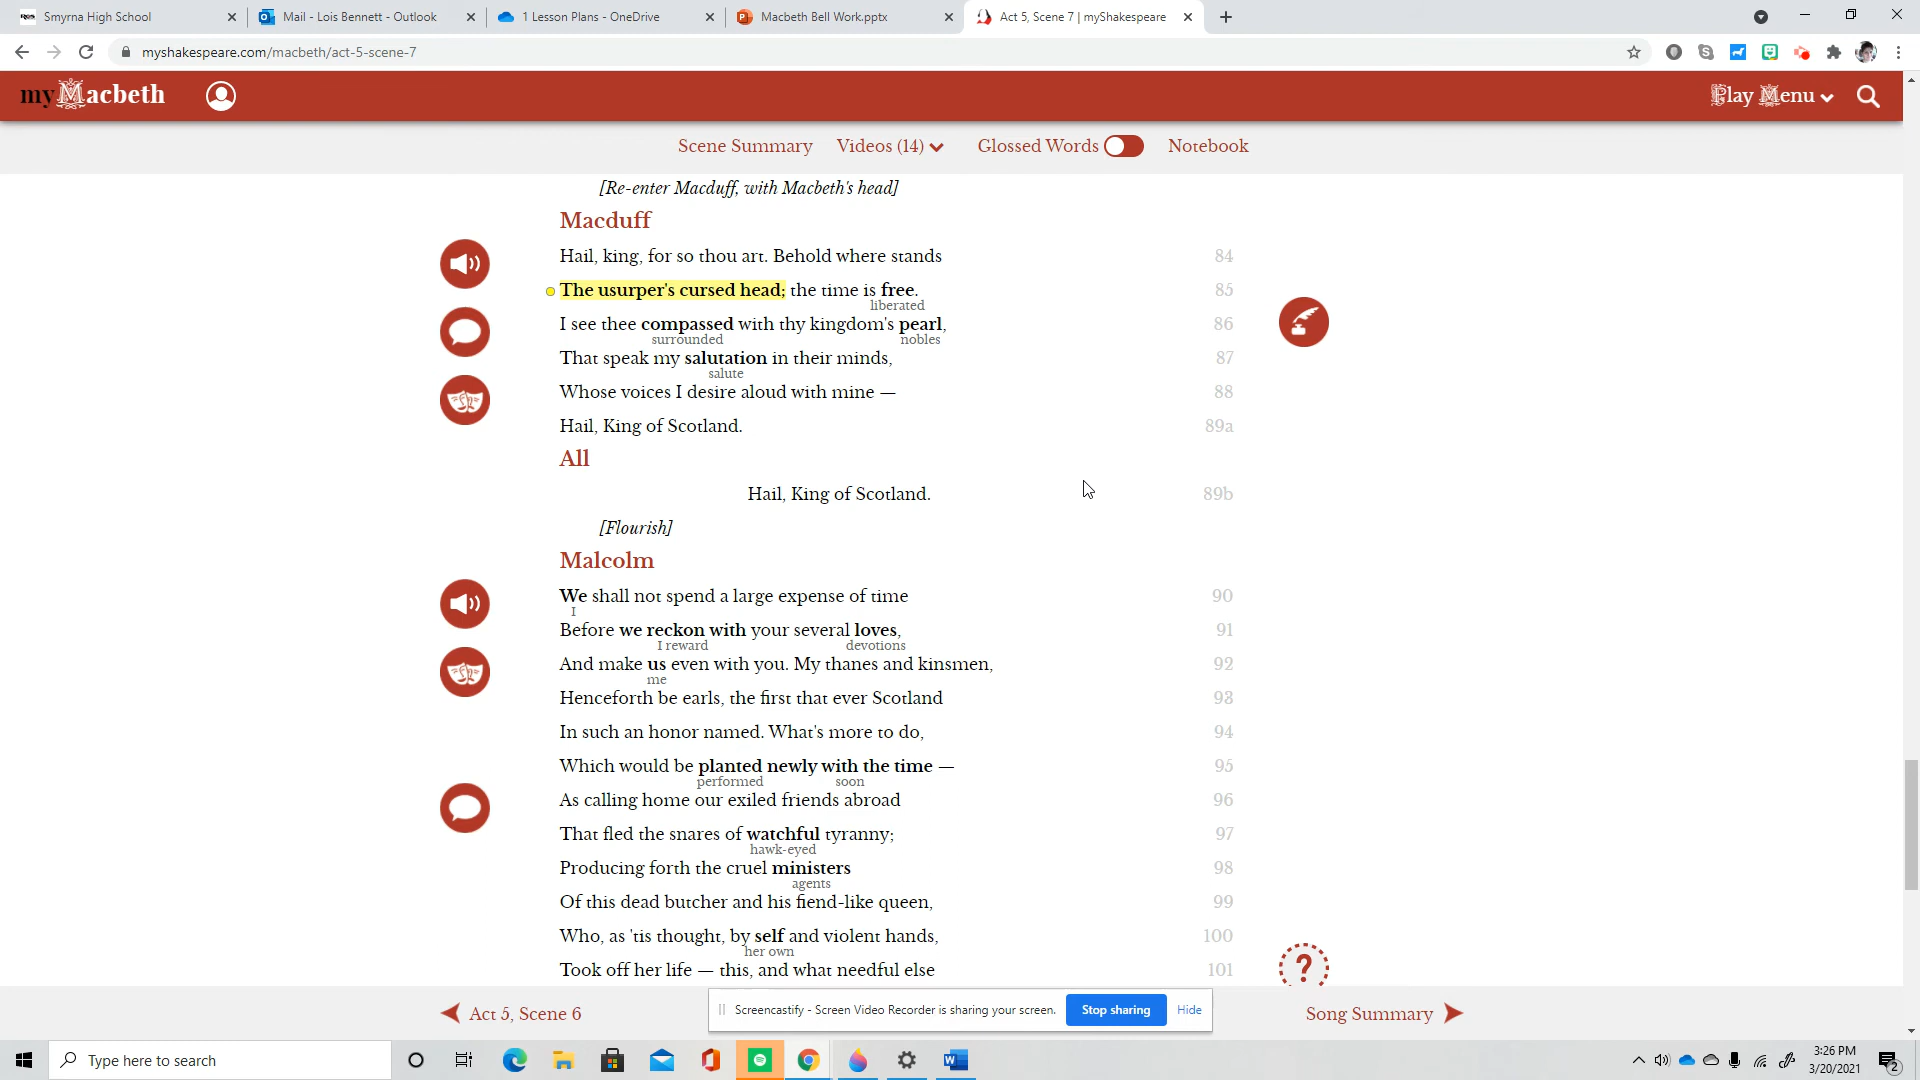 Smyrna High School
Mail - Lois Bennett - Outlook
1 Lesson Plans - OneDrive
Macbeth Bell Work.pptx
Act 5, Scene 7 | myShakespeare
myshakespeare.com/macbeth/act-5-scene-7
myMacbeth
Play Menu
Scene Summary
Videos (14)
Glossed Words
Notebook
[Re-enter Macduff, with Macbeth's head]
Macduff
Hail, king, for so thou art. Behold where stands 84
The usurper's cursed head; the time is free. 85
liberated
I see thee compassed with thy kingdom's pearl, 86
surrounded nobles
That speak my salutation in their minds, 87
salute
Whose voices I desire aloud with mine — 88
Hail, King of Scotland. 89a
All
Hail, King of Scotland. 89b
[Flourish]
Malcolm
We shall not spend a large expense of time 90
I
Before we reckon with your several loves, 91
I reward devotions
And make us even with you. My thanes and kinsmen, 92
me
Henceforth be earls, the first that ever Scotland 93
In such an honor named. What's more to do, 94
Which would be planted newly with the time — 95
performed soon
As calling home our exiled friends abroad 96
That fled the snares of watchful tyranny; 97
hawk-eyed
Producing forth the cruel ministers 98
agents
Of this dead butcher and his fiend-like queen, 99
Who, as 'tis thought, by self and violent hands, 100
her own
Took off her life — this, and what needful else 101
?
Act 5, Scene 6
Screencastify - Screen Video Recorder is sharing your screen.
Stop sharing
Hide
Song Summary
Type here to search
3:26 PM
3/20/2021
2